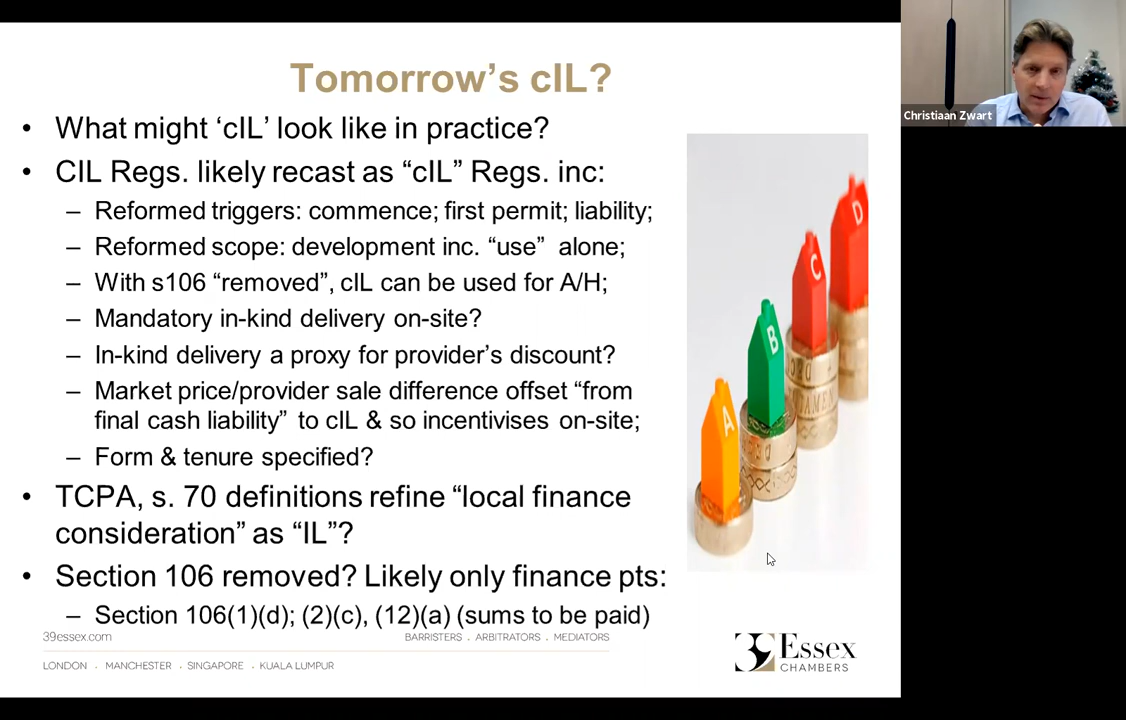 Tomorrow's cIL?
• What might 'cIL' look like in practice?
• CIL Regs. likely recast as "cIL" Regs. inc:
– Reformed triggers: commence; first permit; liability;
– Reformed scope: development inc. "use" alone;
– With s106 "removed", cIL can be used for A/H;
– Mandatory in-kind delivery on-site?
– In-kind delivery a proxy for provider's discount?
– Market price/provider sale difference offset "from
final cash liability" to cIL & so incentivises on-site;
– Form & tenure specified?
• TCPA, s. 70 definitions refine "local finance
consideration" as "IL"?
• Section 106 removed? Likely only finance pts:
– Section 106(1)(d); (2)(c), (12)(a) (sums to be paid)
A
B
C
D
39essex.com
BARRISTERS . ARBITRATORS . MEDIATORS
LONDON . MANCHESTER . SINGAPORE . KUALA LUMPUR
39 Essex
CHAMBERS
Christiaan Zwart